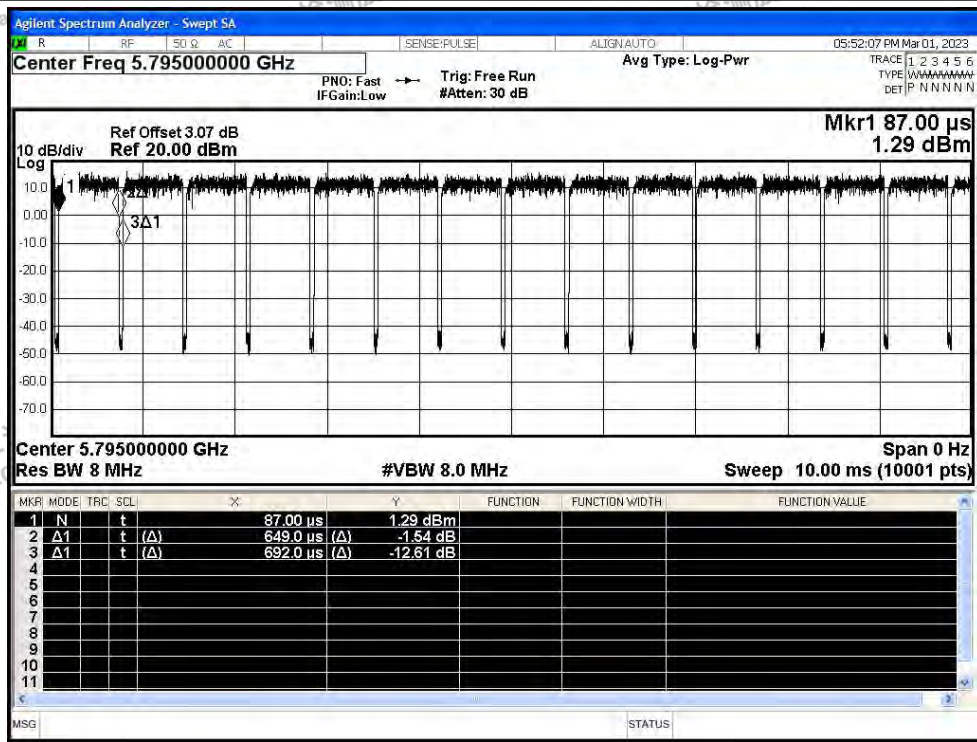 Agilent Spectrum Analyzer - Swept SA
R RF 50 Ω AC SENSE:PULSE ALIGN AUTO 05:52:07 PM Mar 01, 2023
Center Freq 5.795000000 GHz
Avg Type: Log-Pwr
TRACE 1 2 3 4 5 6
TYPE
DET P N N N N N
PNO: Fast
IFGain:Low
Trig: Free Run
#Atten: 30 dB
Mkr1 87.00 µs
1.29 dBm
Ref Offset 3.07 dB
10 dB/div Ref 20.00 dBm
Log
10.0
0.00
-10.0
-20.0
-30.0
-40.0
-50.0
-60.0
-70.0
1
3Δ1
Center 5.795000000 GHz Span 0 Hz
Res BW 8 MHz #VBW 8.0 MHz Sweep 10.00 ms (10001 pts)
MKR MODE TRC SCL X Y FUNCTION FUNCTION WIDTH FUNCTION VALUE
1 N t 87.00 µs 1.29 dBm
2 Δ1 t (Δ) 649.0 µs (Δ) -1.54 dB
3 Δ1 t (Δ) 692.0 µs (Δ) -12.61 dB
4
5
6
7
8
9
10
11
MSG STATUS